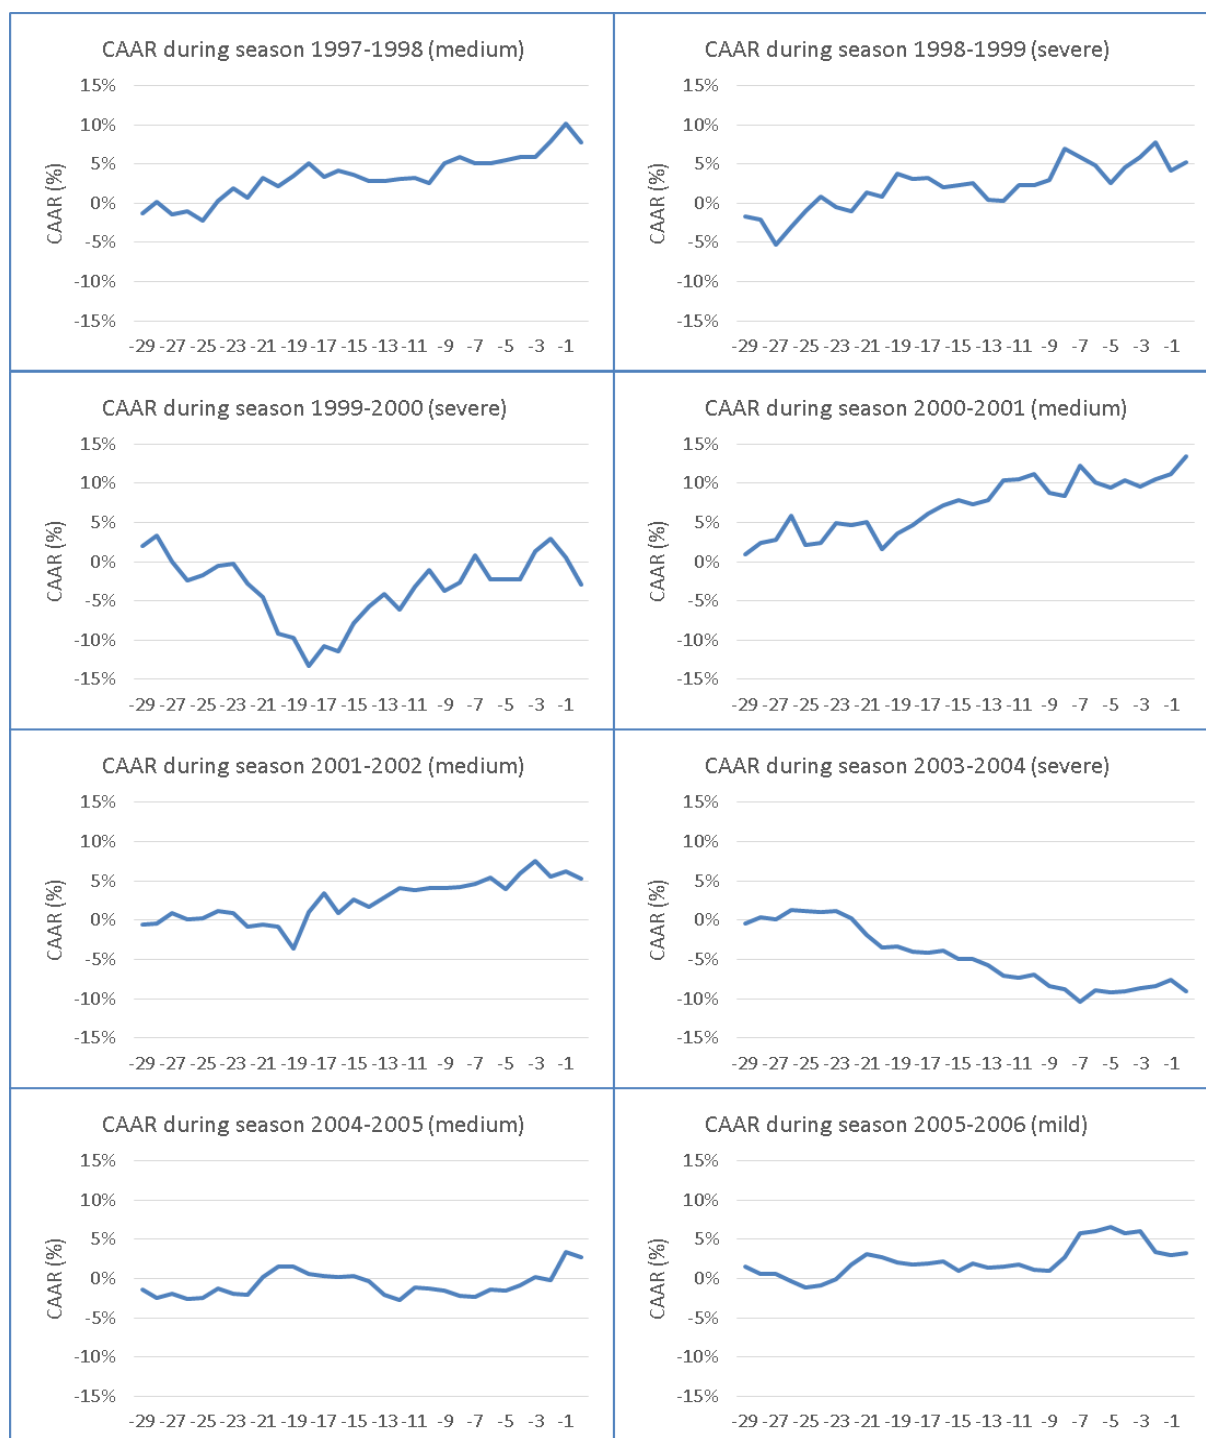 CAAR during season 1997-1998 (medium)
CAAR (%)
15%
10%
5%
0%
-5%
-10%
-15%
-29 -27 -25 -23 -21 -19 -17 -15 -13 -11 -9 -7 -5 -3 -1
CAAR during season 1998-1999 (severe)
CAAR (%)
15%
10%
5%
0%
-5%
-10%
-15%
-29 -27 -25 -23 -21 -19 -17 -15 -13 -11 -9 -7 -5 -3 -1
CAAR during season 1999-2000 (severe)
CAAR (%)
15%
10%
5%
0%
-5%
-10%
-15%
-29 -27 -25 -23 -21 -19 -17 -15 -13 -11 -9 -7 -5 -3 -1
CAAR during season 2000-2001 (medium)
CAAR (%)
15%
10%
5%
0%
-5%
-10%
-15%
-29 -27 -25 -23 -21 -19 -17 -15 -13 -11 -9 -7 -5 -3 -1
CAAR during season 2001-2002 (medium)
CAAR (%)
15%
10%
5%
0%
-5%
-10%
-15%
-29 -27 -25 -23 -21 -19 -17 -15 -13 -11 -9 -7 -5 -3 -1
CAAR during season 2003-2004 (severe)
CAAR (%)
15%
10%
5%
0%
-5%
-10%
-15%
-29 -27 -25 -23 -21 -19 -17 -15 -13 -11 -9 -7 -5 -3 -1
CAAR during season 2004-2005 (medium)
CAAR (%)
15%
10%
5%
0%
-5%
-10%
-15%
-29 -27 -25 -23 -21 -19 -17 -15 -13 -11 -9 -7 -5 -3 -1
CAAR during season 2005-2006 (mild)
CAAR (%)
15%
10%
5%
0%
-5%
-10%
-15%
-29 -27 -25 -23 -21 -19 -17 -15 -13 -11 -9 -7 -5 -3 -1